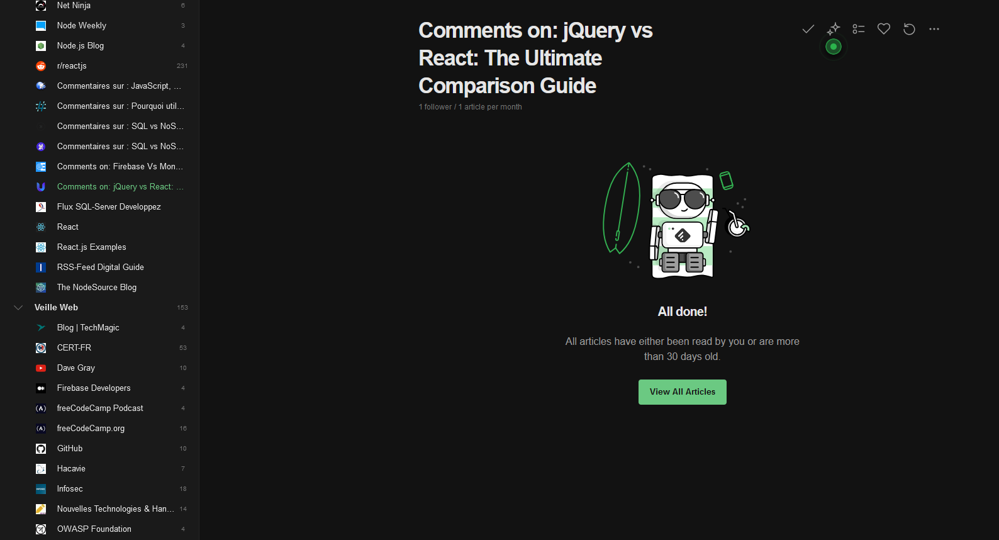 Net Ninja 6
Node Weekly 3
Node.js Blog 4
r/reactjs 231
Commentaires sur : JavaScript, ...
Commentaires sur : Pourquoi util...
Commentaires sur : SQL vs NoS...
Commentaires sur : SQL vs NoS...
Comments on: Firebase Vs Mon...
Comments on: jQuery vs React: ...
Flux SQL-Server Developpez
React
React.js Examples
RSS-Feed Digital Guide
The NodeSource Blog
Veille Web 153
Blog | TechMagic 4
CERT-FR 53
Dave Gray 10
Firebase Developers 4
freeCodeCamp Podcast 4
freeCodeCamp.org 16
GitHub 10
Hacavie 7
Infosec 18
Nouvelles Technologies & Han... 14
OWASP Foundation 4
Comments on: jQuery vs
React: The Ultimate
Comparison Guide
1 follower / 1 article per month
All done!
All articles have either been read by you or are more
than 30 days old.
View All Articles